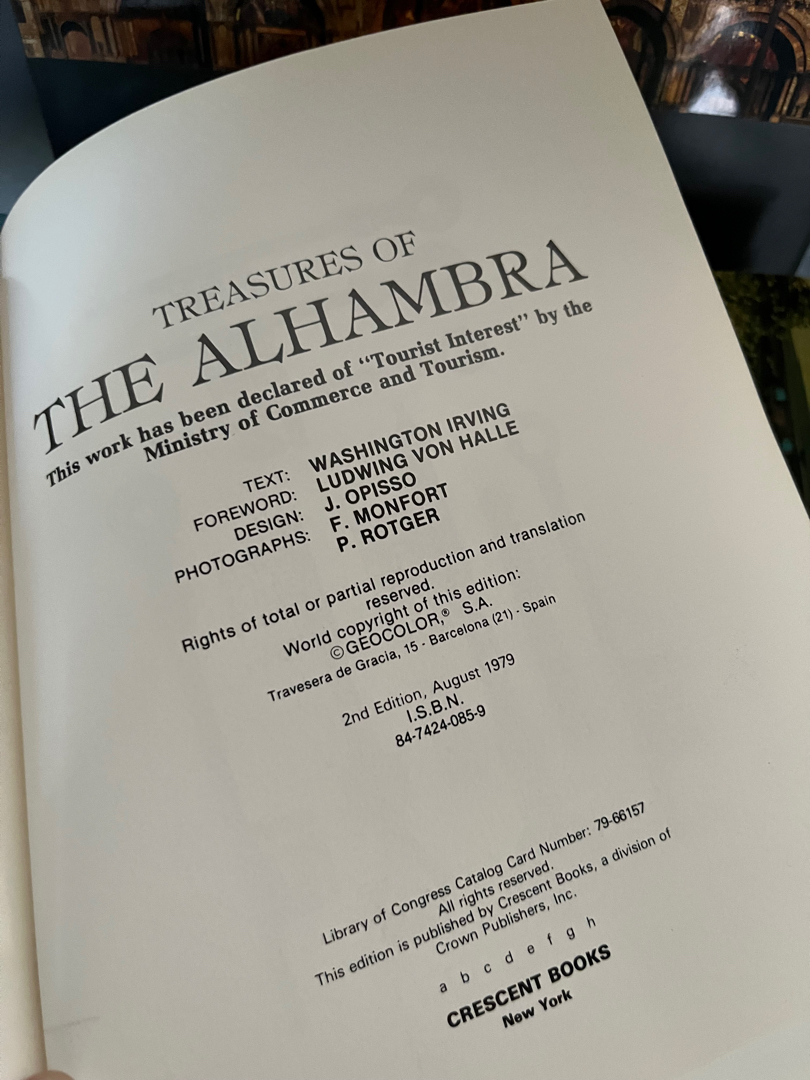 TREASURES OF
THE ALHAMBRA
This work has been declared of “Tourist Interest” by the
Ministry of Commerce and Tourism.
TEXT: WASHINGTON IRVING
FOREWORD: LUDWING VON HALLE
DESIGN: J. OPISSO
PHOTOGRAPHS: F. MONFORT
P. ROTGER
Rights of total or partial reproduction and translation
reserved.
World copyright of this edition:
©GEOCOLOR,® S.A.
Travesera de Gracia, 15 - Barcelona (21) - Spain
2nd Edition, August 1979
I.S.B.N.
84-7424-085-9
Library of Congress Catalog Card Number: 79-66157
All rights reserved.
This edition is published by Crescent Books, a division of
Crown Publishers, Inc.
a b c d e f g h
CRESCENT BOOKS
New York